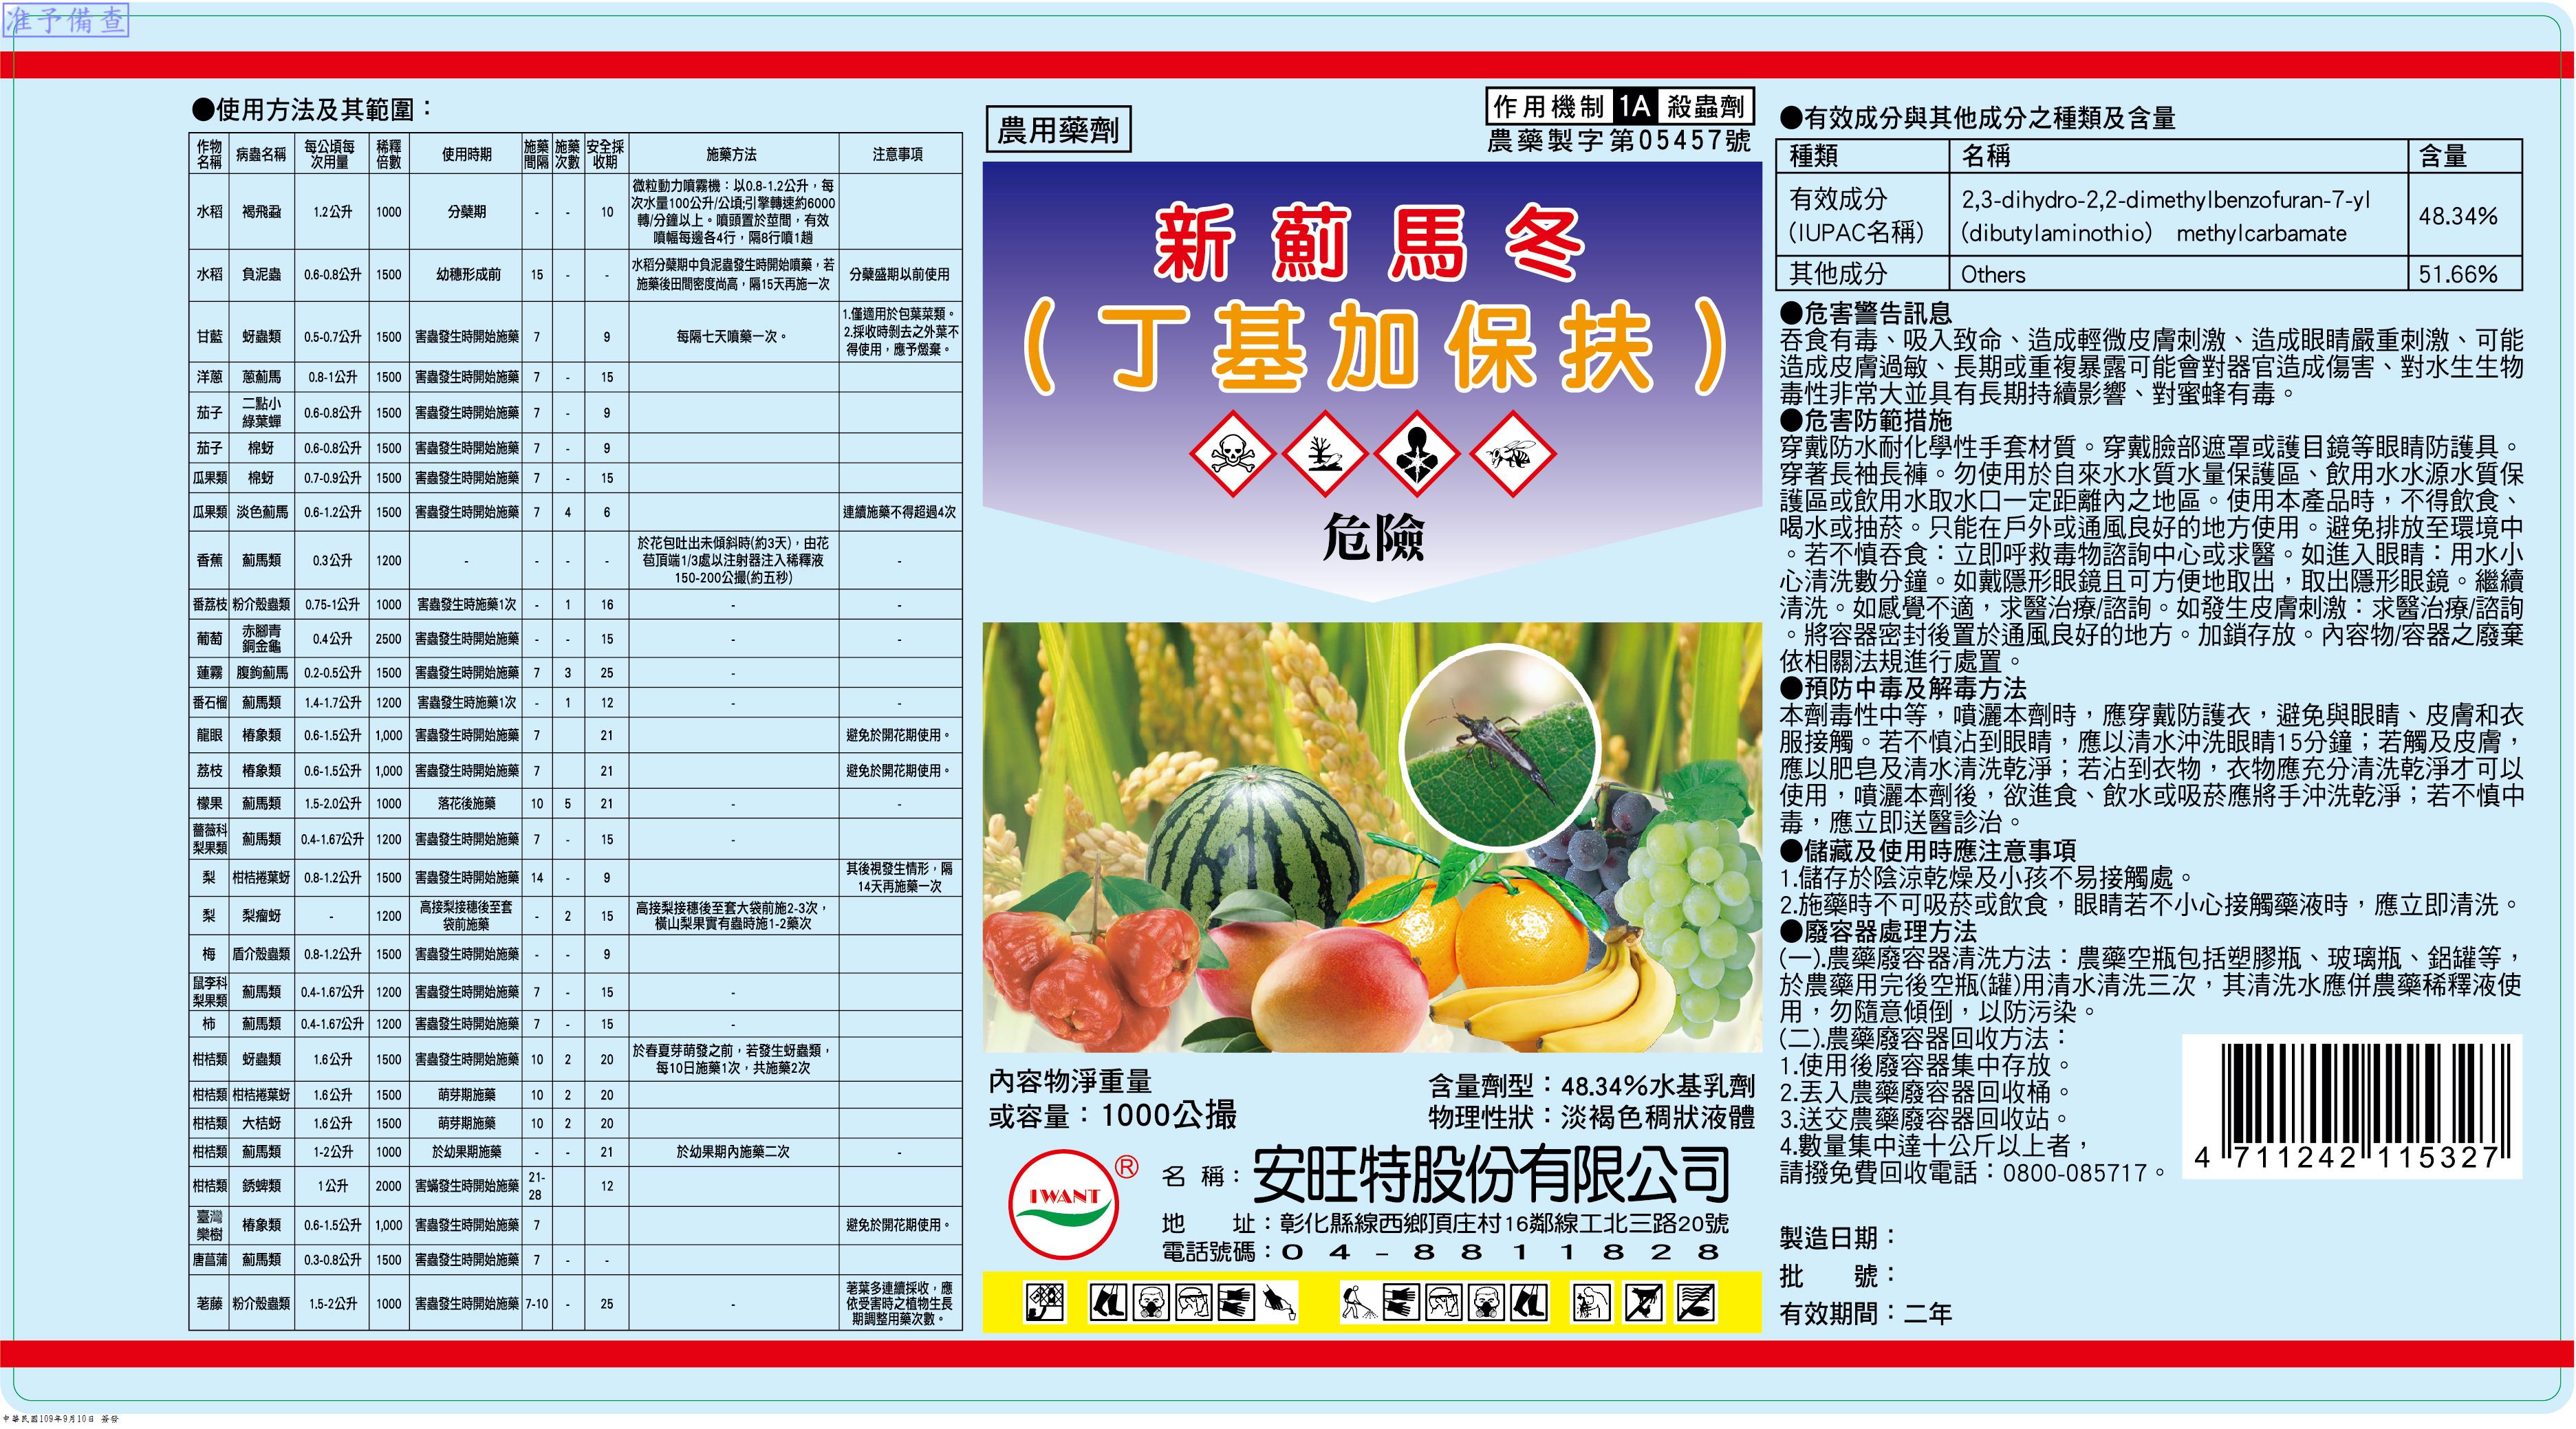 准予備查
●使用方法及其範圍：
作物名稱 病蟲名稱 每公頃每次用量 稀釋倍數 使用時期 施藥間隔 施藥次數 安全採收期 施藥方法 注意事項
水稻 褐飛蝨 1.2公升 1000 分蘗期 - - 10 微粒動力噴霧機：以0.8-1.2公升，每次水量100公升/公頃;引擎轉速約6000轉/分鐘以上。噴頭置於莖間，有效噴幅每邊各4行，隔8行噴1趟
水稻 負泥蟲 0.6-0.8公升 1500 幼穗形成前 15 - - 水稻分蘗期中負泥蟲發生時開始噴藥，若施藥後田間密度尚高，隔15天再施一次 分蘗盛期以前使用
甘藍 蚜蟲類 0.5-0.7公升 1500 害蟲發生時開始施藥 7 9 每隔七天噴藥一次。 1.僅適用於包葉菜類。2.採收時剝去之外葉不得使用，應予燬棄。
洋蔥 蔥薊馬 0.8-1公升 1500 害蟲發生時開始施藥 7 - 15
茄子 二點小綠葉蟬 0.6-0.8公升 1500 害蟲發生時開始施藥 7 - 9
茄子 棉蚜 0.6-0.8公升 1500 害蟲發生時開始施藥 7 - 9
瓜果類 棉蚜 0.7-0.9公升 1500 害蟲發生時開始施藥 7 - 15
瓜果類 淡色薊馬 0.6-1.2公升 1500 害蟲發生時開始施藥 7 4 6 連續施藥不得超過4次
香蕉 薊馬類 0.3公升 1200 - - - - 於花包吐出未傾斜時(約3天)，由花苞頂端1/3處以注射器注入稀釋液150-200公撮(約五秒) -
番荔枝 粉介殼蟲類 0.75-1公升 1000 害蟲發生時施藥1次 - 1 16 - -
葡萄 赤腳青銅金龜 0.4公升 2500 害蟲發生時開始施藥 - - 15 - -
蓮霧 腹鉤薊馬 0.2-0.5公升 1500 害蟲發生時開始施藥 7 3 25 -
番石榴 薊馬類 1.4-1.7公升 1200 害蟲發生時施藥1次 - 1 12 - -
龍眼 椿象類 0.6-1.5公升 1,000 害蟲發生時開始施藥 7 21 避免於開花期使用。
荔枝 椿象類 0.6-1.5公升 1,000 害蟲發生時開始施藥 7 21 避免於開花期使用。
檬果 薊馬類 1.5-2.0公升 1000 落花後施藥 10 5 21 - -
薔薇科梨果類 薊馬類 0.4-1.67公升 1200 害蟲發生時開始施藥 7 - 15 -
梨 柑桔捲葉蚜 0.8-1.2公升 1500 害蟲發生時開始施藥 14 - 9 其後視發生情形，隔14天再施藥一次
梨 梨瘤蚜 - 1200 高接梨接穗後至套袋前施藥 - 2 15 高接梨接穗後至套大袋前施2-3次，橫山梨果實有蟲時施1-2藥次
梅 盾介殼蟲類 0.8-1.2公升 1500 害蟲發生時開始施藥 - - 9
鼠李科梨果類 薊馬類 0.4-1.67公升 1200 害蟲發生時開始施藥 7 - 15 -
柿 薊馬類 0.4-1.67公升 1200 害蟲發生時開始施藥 7 - 15 -
柑桔類 蚜蟲類 1.6公升 1500 害蟲發生時開始施藥 10 2 20 於春夏芽萌發之前，若發生蚜蟲類，每10日施藥1次，共施藥2次
柑桔類 柑桔捲葉蚜 1.6公升 1500 萌芽期施藥 10 2 20
柑桔類 大桔蚜 1.6公升 1500 萌芽期施藥 10 2 20
柑桔類 薊馬類 1-2公升 1000 於幼果期施藥 - - 21 於幼果期內施藥二次 -
柑桔類 銹蜱類 1公升 2000 害蟎發生時開始施藥 21-28 12
臺灣欒樹 椿象類 0.6-1.5公升 1,000 害蟲發生時開始施藥 7 避免於開花期使用。
唐菖蒲 薊馬類 0.3-0.8公升 1500 害蟲發生時開始施藥 7 - -
荖藤 粉介殼蟲類 1.5-2公升 1000 害蟲發生時開始施藥 7-10 - 25 - 荖葉多連續採收，應依受害時之植物生長期調整用藥次數。
農用藥劑
作用機制 1A 殺蟲劑
農藥製字第05457號
新薊馬冬
(丁基加保扶)
危險
內容物淨重量
或容量：1000公撮
含量劑型：48.34%水基乳劑
物理性狀：淡褐色稠狀液體
IWANT ®
名 稱：安旺特股份有限公司
地 址：彰化縣線西鄉頂庄村16鄰線工北三路20號
電話號碼：04-8811828
●有效成分與其他成分之種類及含量
種類 名稱 含量
有效成分 (IUPAC名稱) 2,3-dihydro-2,2-dimethylbenzofuran-7-yl (dibutylaminothio) methylcarbamate 48.34%
其他成分 Others 51.66%
●危害警告訊息
吞食有毒、吸入致命、造成輕微皮膚刺激、造成眼睛嚴重刺激、可能
造成皮膚過敏、長期或重複暴露可能會對器官造成傷害、對水生生物
毒性非常大並具有長期持續影響、對蜜蜂有毒。
●危害防範措施
穿戴防水耐化學性手套材質。穿戴臉部遮罩或護目鏡等眼睛防護具。
穿著長袖長褲。勿使用於自來水水質水量保護區、飲用水水源水質保
護區或飲用水取水口一定距離內之地區。使用本產品時，不得飲食、
喝水或抽菸。只能在戶外或通風良好的地方使用。避免排放至環境中
。若不慎吞食：立即呼救毒物諮詢中心或求醫。如進入眼睛：用水小
心清洗數分鐘。如戴隱形眼鏡且可方便地取出，取出隱形眼鏡。繼續
清洗。如感覺不適，求醫治療/諮詢。如發生皮膚刺激：求醫治療/諮詢
。將容器密封後置於通風良好的地方。加鎖存放。內容物/容器之廢棄
依相關法規進行處置。
●預防中毒及解毒方法
本劑毒性中等，噴灑本劑時，應穿戴防護衣，避免與眼睛、皮膚和衣
服接觸。若不慎沾到眼睛，應以清水沖洗眼睛15分鐘；若觸及皮膚，
應以肥皂及清水清洗乾淨；若沾到衣物，衣物應充分清洗乾淨才可以
使用，噴灑本劑後，欲進食、飲水或吸菸應將手沖洗乾淨；若不慎中
毒，應立即送醫診治。
●儲藏及使用時應注意事項
1.儲存於陰涼乾燥及小孩不易接觸處。
2.施藥時不可吸菸或飲食，眼睛若不小心接觸藥液時，應立即清洗。
●廢容器處理方法
(一).農藥廢容器清洗方法：農藥空瓶包括塑膠瓶、玻璃瓶、鋁罐等，
於農藥用完後空瓶(罐)用清水清洗三次，其清洗水應併農藥稀釋液使
用，勿隨意傾倒，以防污染。
(二).農藥廢容器回收方法：
1.使用後廢容器集中存放。
2.丟入農藥廢容器回收桶。
3.送交農藥廢容器回收站。
4.數量集中達十公斤以上者，
請撥免費回收電話：0800-085717。
4 711242 115327
製造日期：
批 號：
有效期間：二年
中華民國109年9月10日 簽發